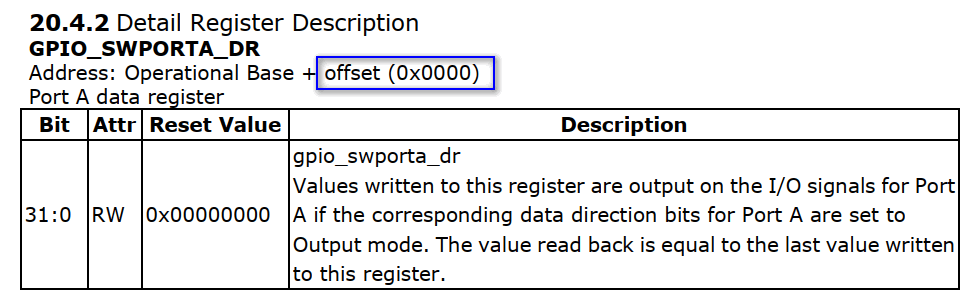 20.4.2 Detail Register Description
GPIO_SWPORTA_DR
Address: Operational Base + offset (0x0000)
Port A data register
Bit Attr Reset Value Description
gpio_swporta_dr
Values written to this register are output on the I/O signals for Port
31:0 RW 0x00000000 A if the corresponding data direction bits for Port A are set to
Output mode. The value read back is equal to the last value written
to this register.